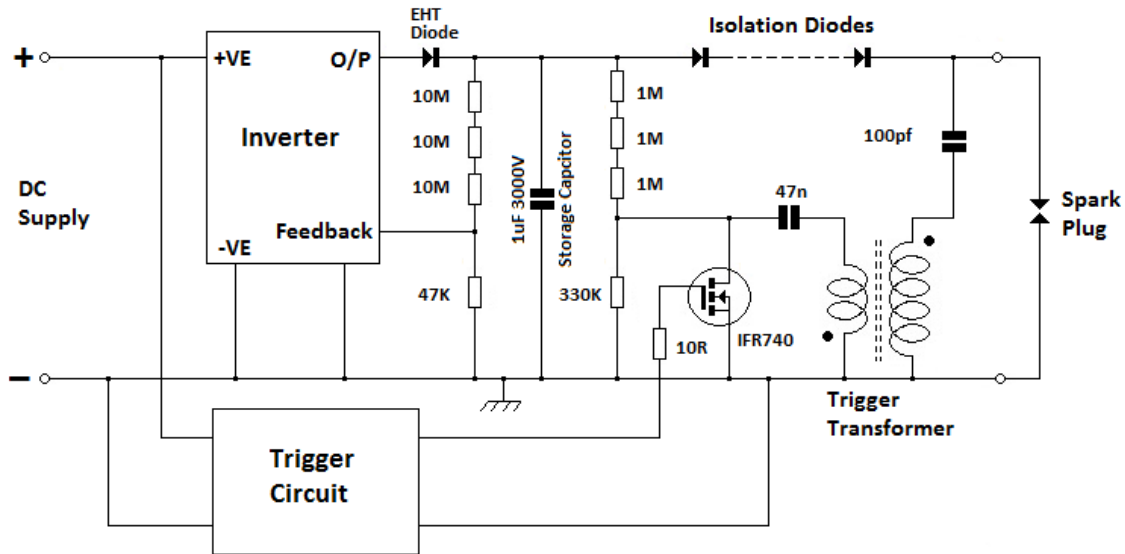 EHT
Diode
Isolation Diodes
+
+VE
O/P
10M
1M
Inverter
10M
1M
100pf
10M
1M
DC
Supply
1uF 3000V
Storage Capcitor
47n
Spark
Plug
Feedback
-VE
47K
330K
10R
IFR740
–
Trigger
Transformer
Trigger
Circuit